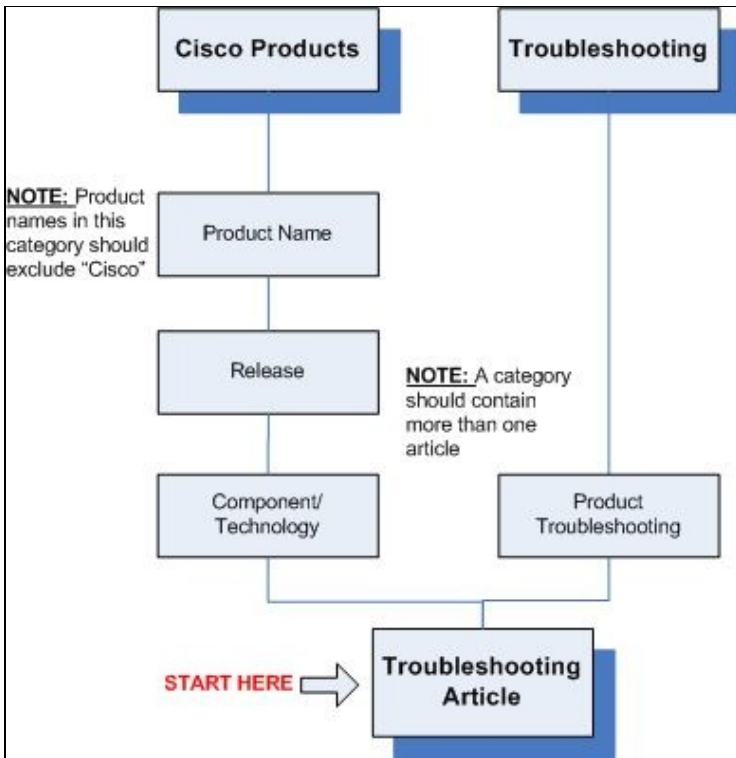 Cisco Products
Troubleshooting
NOTE: Product
names in this
category should
exclude “Cisco”
Product Name
Release
NOTE: A category
should contain
more than one
article
Component/
Technology
Product
Troubleshooting
START HERE
Troubleshooting
Article